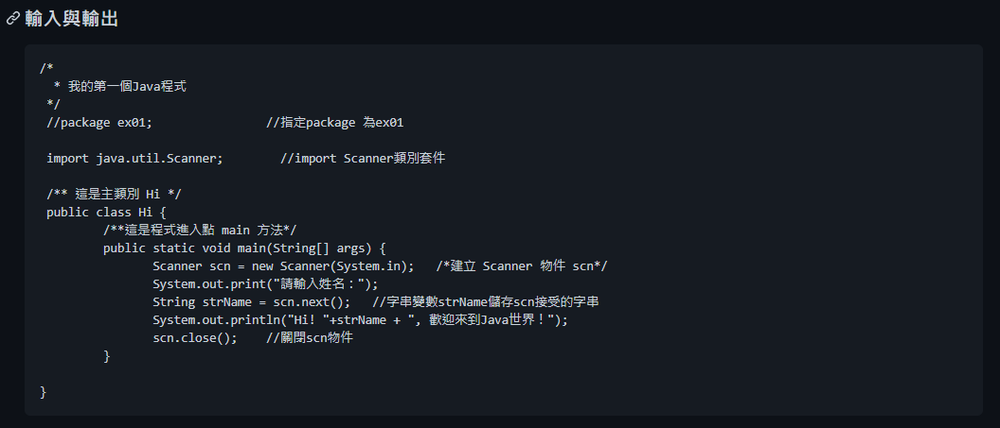 輸入與輸出
/*
  * 我的第一個Java程式
 */
 //package ex01;                //指定package 為ex01
 import java.util.Scanner;        //import Scanner類別套件
 /** 這是主類別 Hi */
 public class Hi {
         /**這是程式進入點 main 方法*/
         public static void main(String[] args) {
                Scanner scn = new Scanner(System.in);   /*建立 Scanner 物件 scn*/
                System.out.print("請輸入姓名：");
                String strName = scn.next();   //字串變數strName儲存scn接受的字串
                System.out.println("Hi! "+strName + ", 歡迎來到Java世界！");
                scn.close();    //關閉scn物件
         }
}